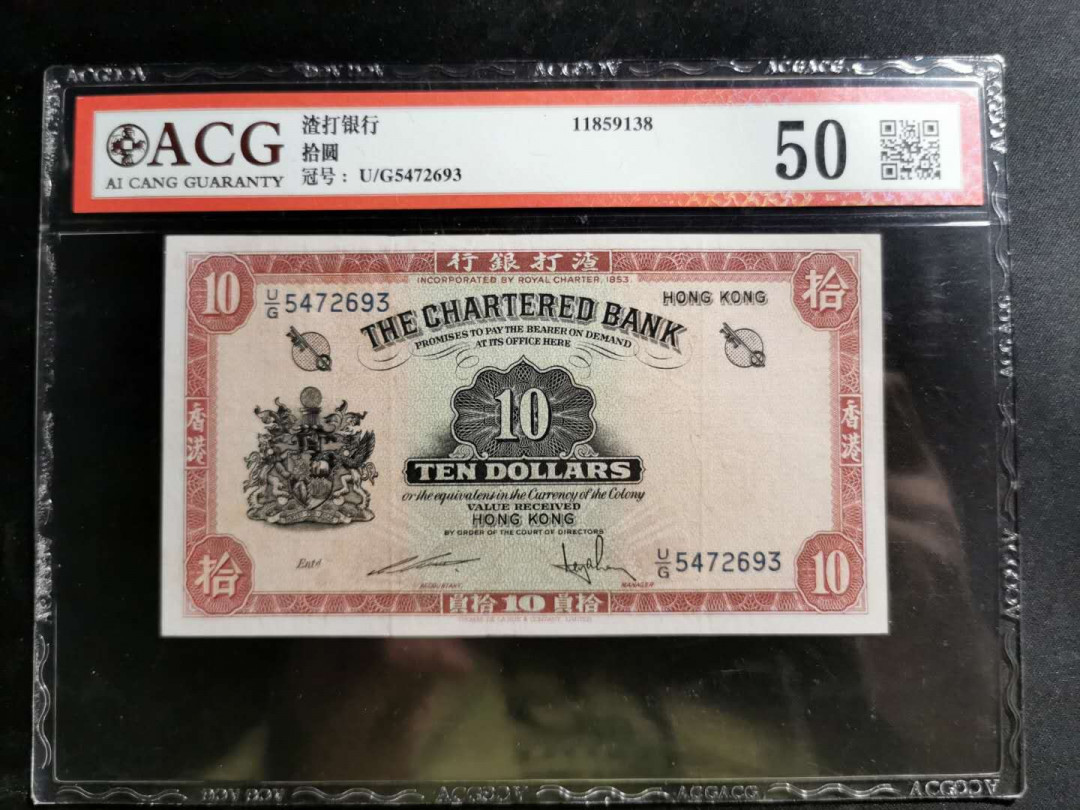 ACG
AI CANG GUARANTY
渣打银行
拾圆
冠号: U/G5472693
11859138
50
行銀打渣
INCORPORATED BY ROYAL CHARTER, 1853.
10
U/G 5472693
HONG KONG
拾
THE CHARTERED BANK
PROMISES TO PAY THE BEARER ON DEMAND
AT ITS OFFICE HERE
10
香港
香港
TEN DOLLARS
or the equivalent in the Currency of the Colony
VALUE RECEIVED
HONG KONG
BY ORDER OF THE COURT OF DIRECTORS
Entd
U/G 5472693
ACCOUNTANT
MANAGER
拾
10
員拾 10 員拾